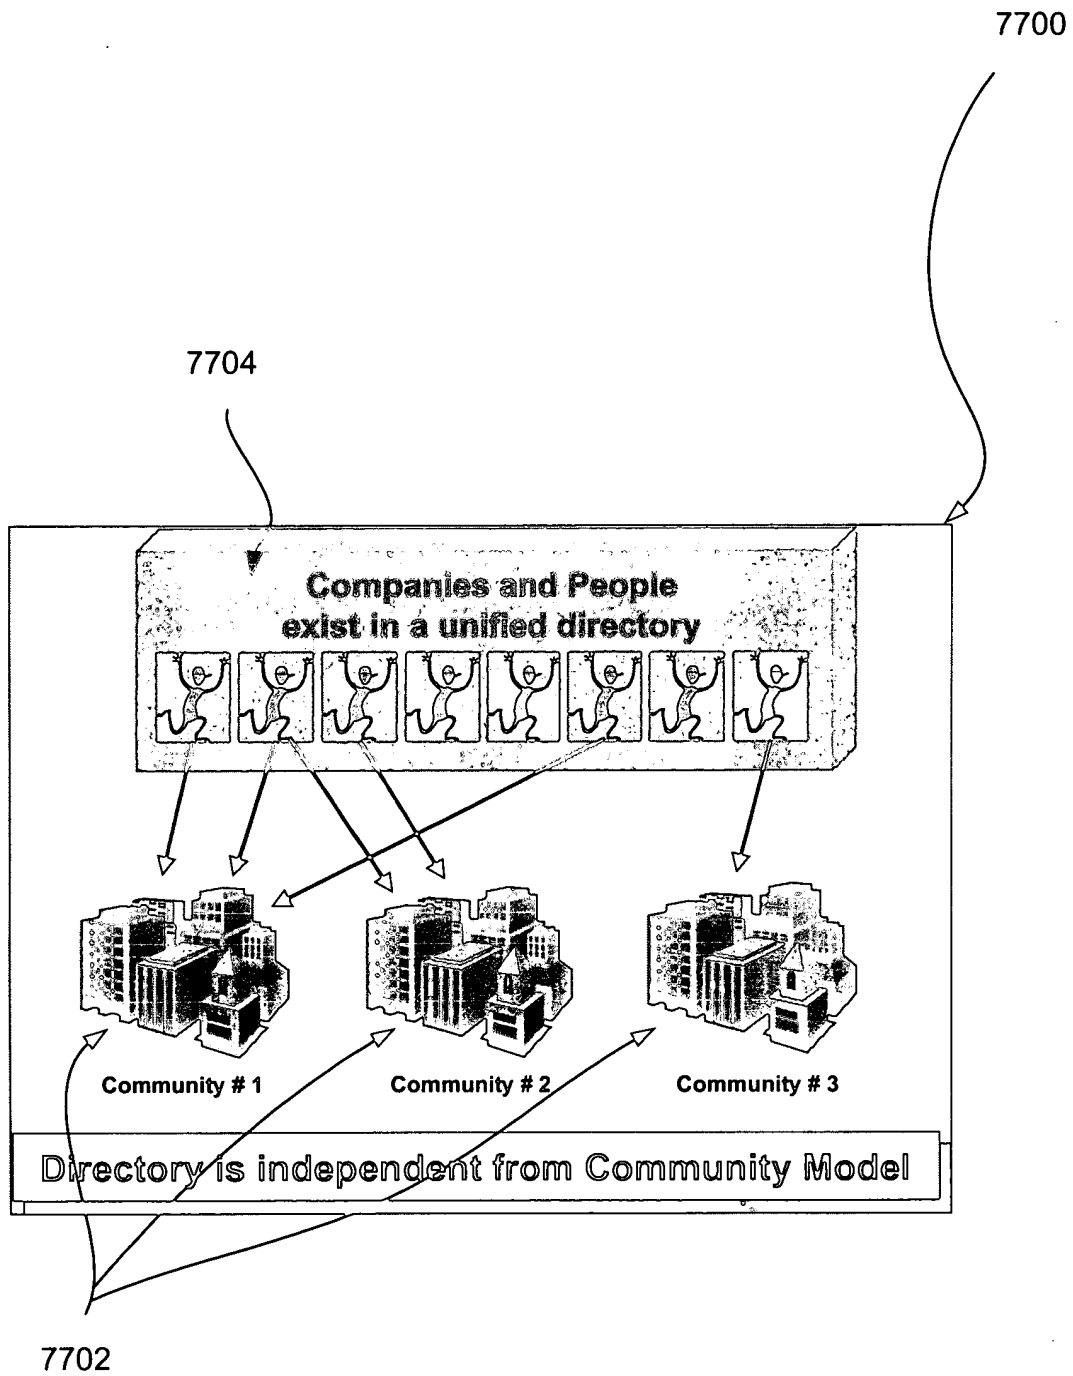 7700
7704
Companies and People
exist in a unified directory
Community # 1
Community # 2
Community # 3
Directory is independent from Community Model
7702